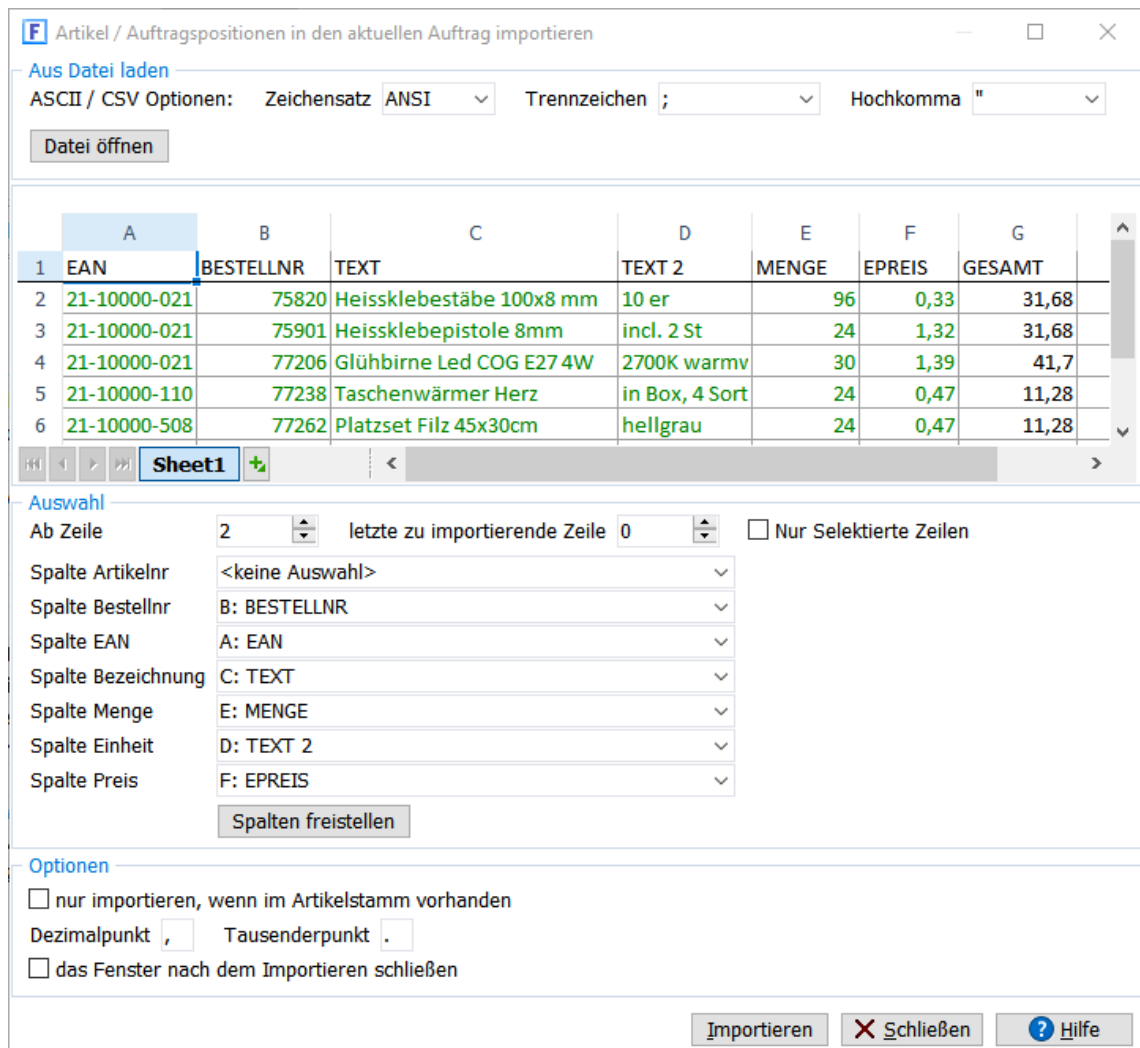 F Artikel / Auftragspositionen in den aktuellen Auftrag importieren
Aus Datei laden
ASCII / CSV Optionen: Zeichensatz ANSI Trennzeichen ; Hochkomma "
Datei öffnen
A B C D E F G
1 EAN BESTELLNR TEXT TEXT 2 MENGE EPREIS GESAMT
2 21-10000-021 75820 Heissklebestäbe 100x8 mm 10 er 96 0,33 31,68
3 21-10000-021 75901 Heissklebepistole 8mm incl. 2 St 24 1,32 31,68
4 21-10000-021 77206 Glühbirne Led COG E27 4W 2700K warmv 30 1,39 41,7
5 21-10000-110 77238 Taschenwärmer Herz in Box, 4 Sort 24 0,47 11,28
6 21-10000-508 77262 Platzset Filz 45x30cm hellgrau 24 0,47 11,28
Sheet1
Auswahl
Ab Zeile 2 letzte zu importierende Zeile 0 Nur Selektierte Zeilen
Spalte Artikelnr <keine Auswahl>
Spalte Bestellnr B: BESTELLNR
Spalte EAN A: EAN
Spalte Bezeichnung C: TEXT
Spalte Menge E: MENGE
Spalte Einheit D: TEXT 2
Spalte Preis F: EPREIS
Spalten freistellen
Optionen
nur importieren, wenn im Artikelstamm vorhanden
Dezimalpunkt , Tausenderpunkt .
das Fenster nach dem Importieren schließen
Importieren Schließen ? Hilfe